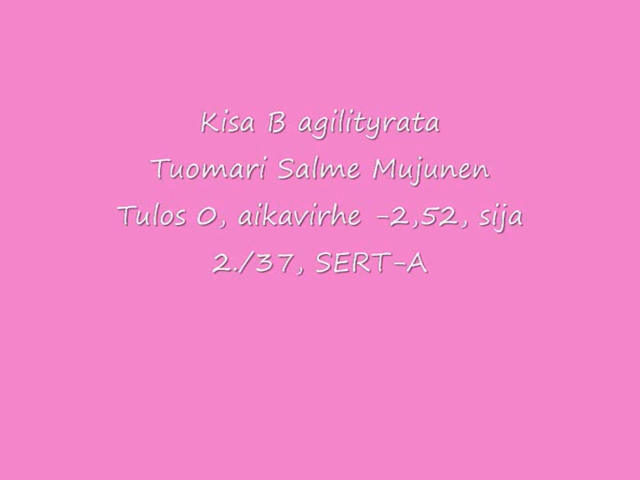 Kisa B agilityrata
Tuomari Salme Mujunen
Tulos 0, aikavirhe -2,52, sija
2./37, SERT-A